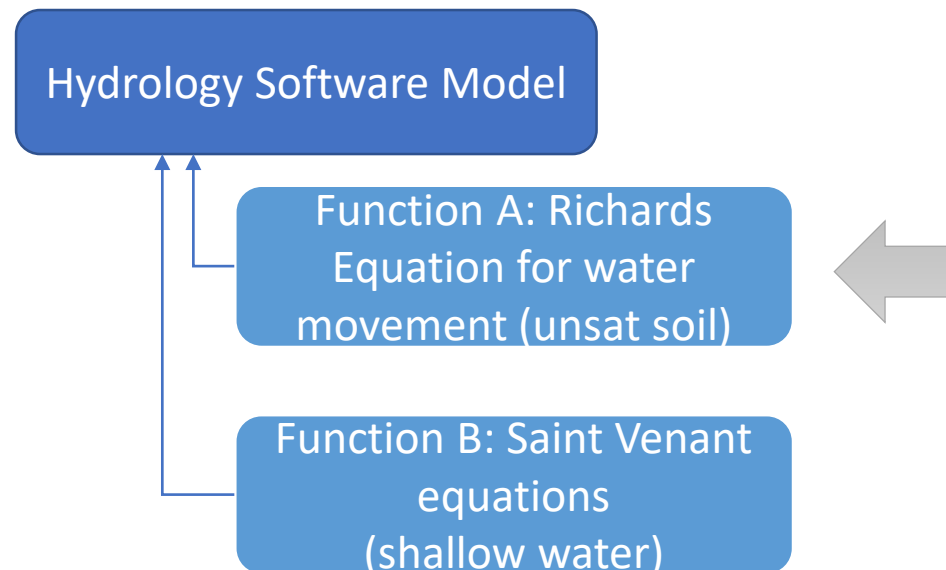 Hydrology Software Model
Function A: Richards
Equation for water
movement (unsat soil)
Function B: Saint Venant
equations
(shallow water)